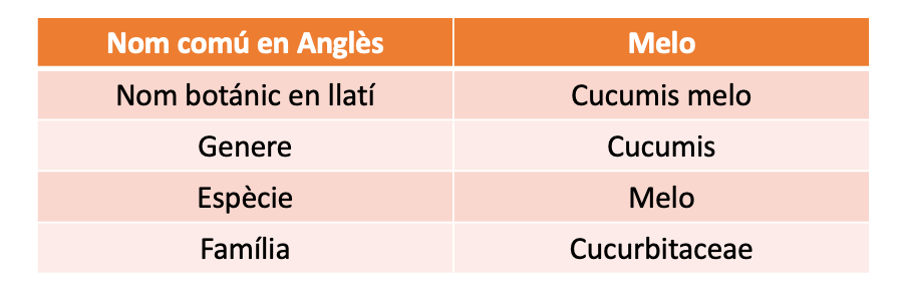 Nom comú en Anglès Melo
Nom botánic en llatí Cucumis melo
Genere Cucumis
Espècie Melo
Família Cucurbitaceae